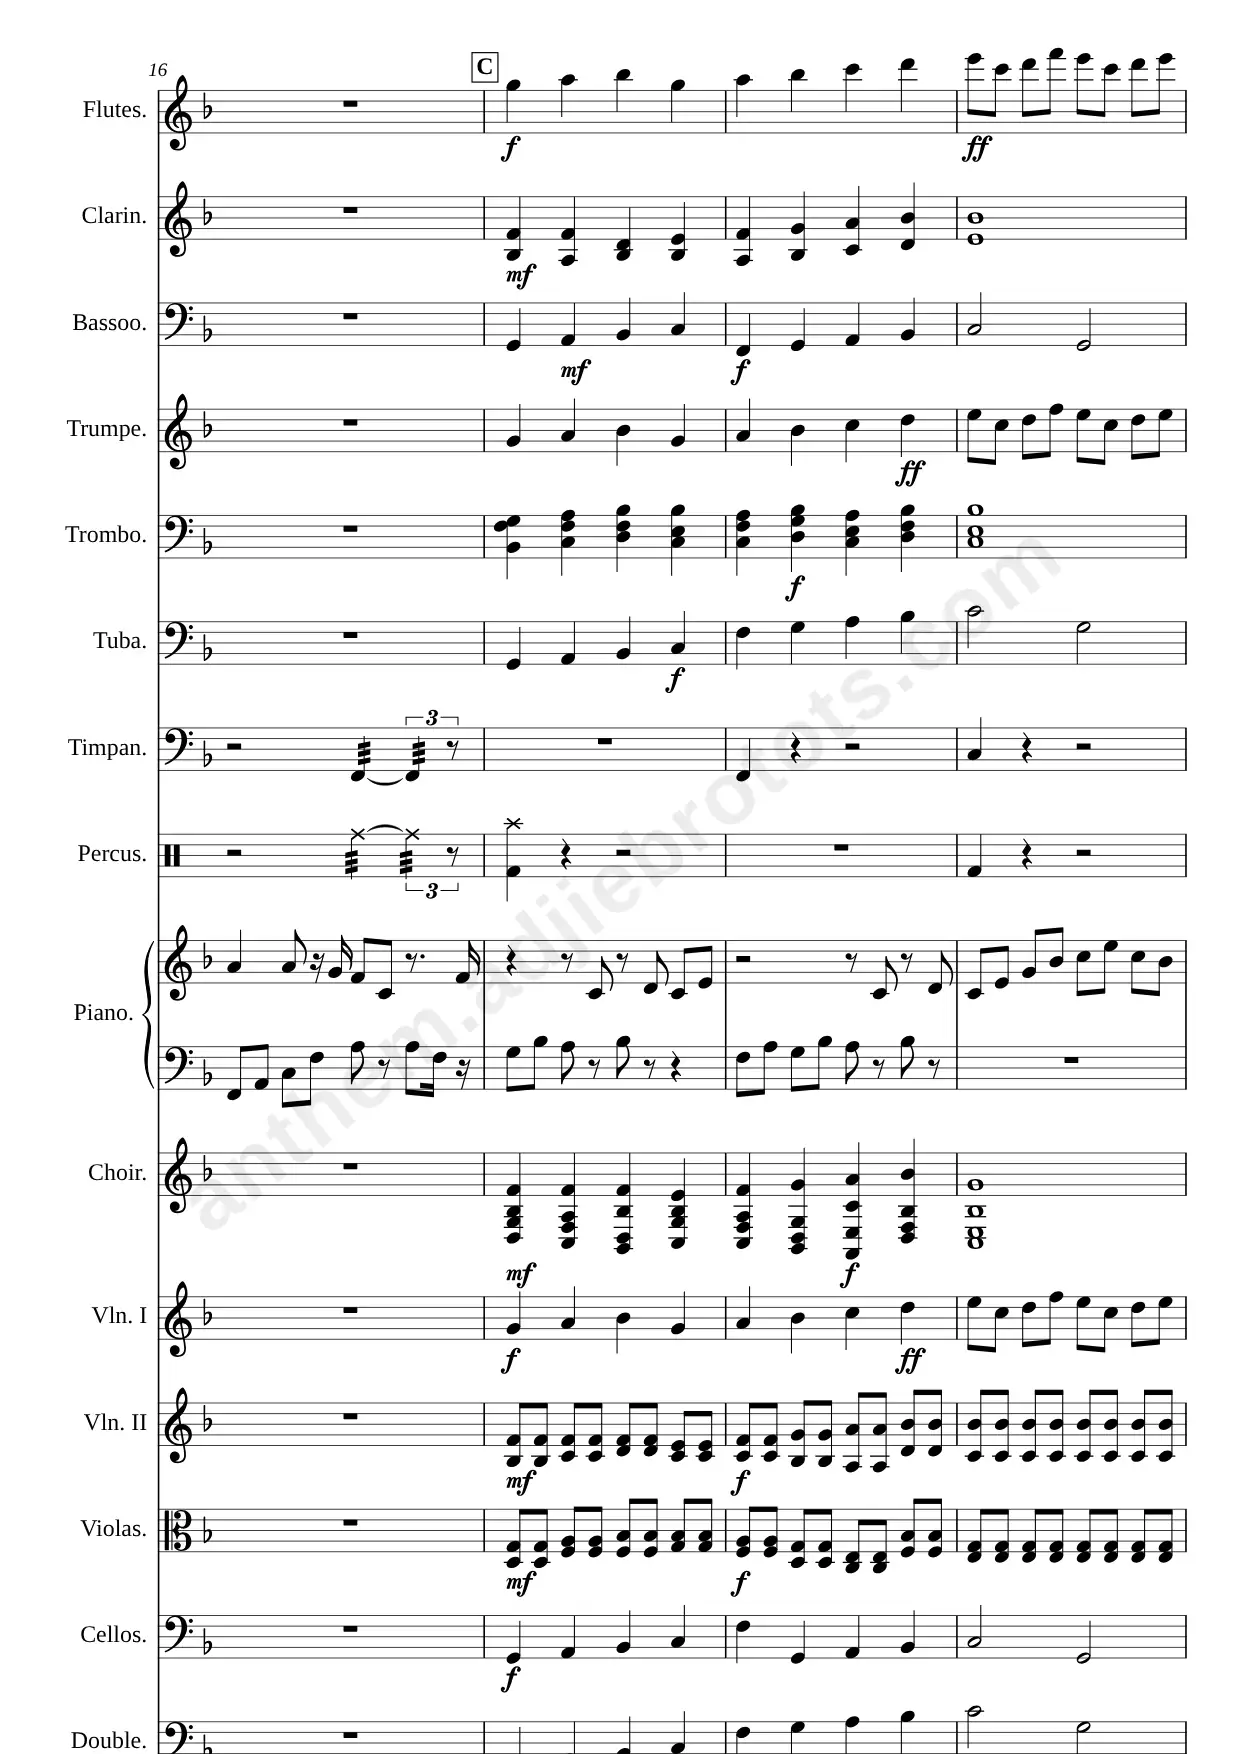 16
C
Flutes.
f
ff
Clarin.
mf
Bassoo.
mf
f
Trumpe.
ff
Trombo.
f
Tuba.
f
3
Timpan.
Percus.
3
Piano.
Choir.
mf
f
Vln. I
f
ff
Vln. II
mf
f
Violas.
mf
f
Cellos.
f
Double.
anthem.adjiebrotots.com